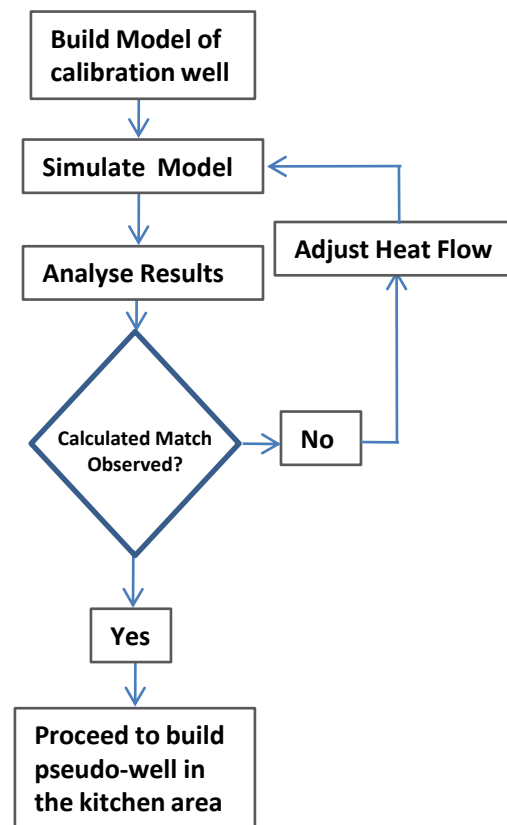 Build Model of
calibration well
Simulate Model
Adjust Heat Flow
Analyse Results
Calculated Match
Observed?
No
Yes
Proceed to build
pseudo-well in
the kitchen area